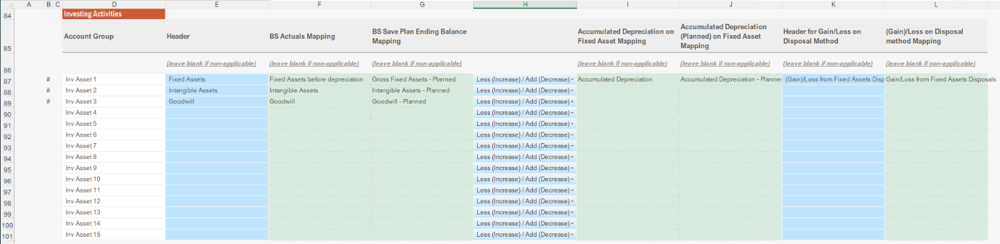 A B C D E F G H I J K L
84 Investing Activities
85 Account Group Header BS Actuals Mapping BS Save Plan Ending Balance Mapping Accumulated Depreciation on Fixed Asset Mapping Accumulated Depreciation (Planned) on Fixed Asset Mapping Header for Gain/Loss on Disposal Method (Gain)/Loss on Disposal method Mapping
86 (leave blank if non-applicable) (leave blank if non-applicable) (leave blank if non-applicable) (leave blank if non-applicable) (leave blank if non-applicable) (leave blank if non-applicable) (leave blank if non-applicable)
87 # Inv Asset 1 Fixed Assets Fixed Assets before depreciation Gross Fixed Assets - Planned Less (Increase) / Add (Decrease) Accumulated Depreciation Accumulated Depreciation - Planned (Gain)/Loss from Fixed Assets Disp Gain/Loss from Fixed Assets Disposals
88 # Inv Asset 2 Intangible Assets Intangible Assets Intangible Assets - Planned Less (Increase) / Add (Decrease)
89 # Inv Asset 3 Goodwill Goodwill Goodwill - Planned Less (Increase) / Add (Decrease)
90 Inv Asset 4 Less (Increase) / Add (Decrease)
91 Inv Asset 5 Less (Increase) / Add (Decrease)
92 Inv Asset 6 Less (Increase) / Add (Decrease)
93 Inv Asset 7 Less (Increase) / Add (Decrease)
94 Inv Asset 8 Less (Increase) / Add (Decrease)
95 Inv Asset 9 Less (Increase) / Add (Decrease)
96 Inv Asset 10 Less (Increase) / Add (Decrease)
97 Inv Asset 11 Less (Increase) / Add (Decrease)
98 Inv Asset 12 Less (Increase) / Add (Decrease)
99 Inv Asset 13 Less (Increase) / Add (Decrease)
100 Inv Asset 14 Less (Increase) / Add (Decrease)
101 Inv Asset 15 Less (Increase) / Add (Decrease)